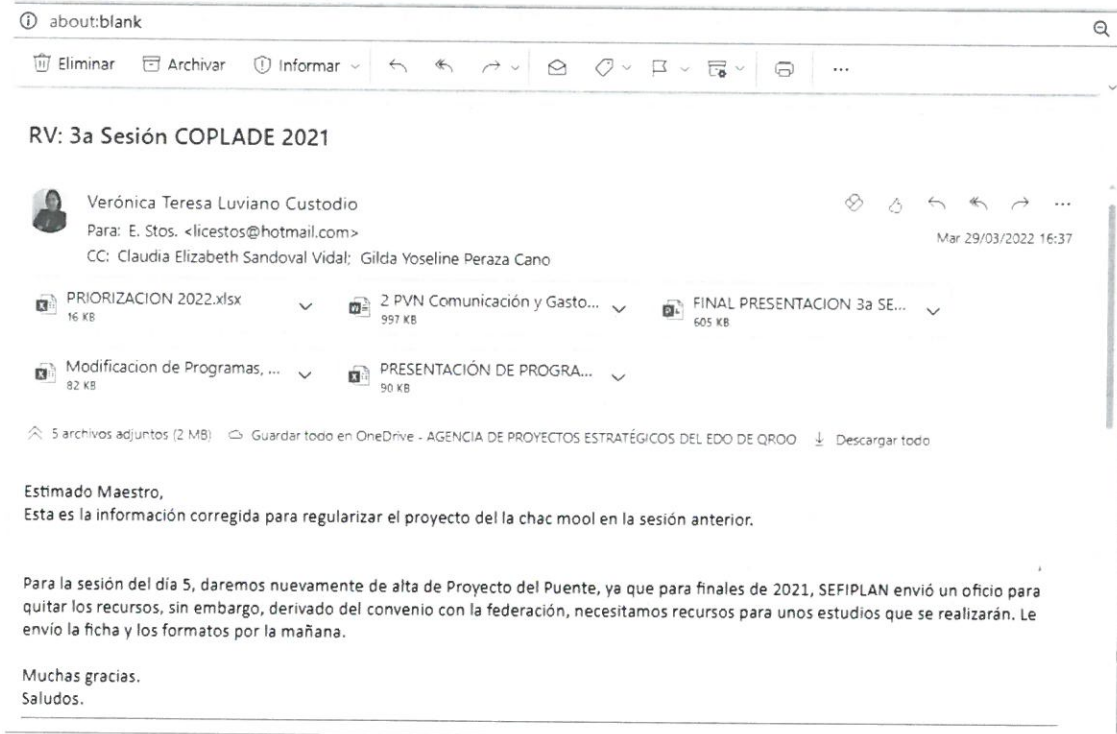 about:blank
Eliminar Archivar Informar ...
RV: 3a Sesión COPLADE 2021
Verónica Teresa Luviano Custodio
Para: E. Stos. <licestos@hotmail.com>
Mar 29/03/2022 16:37
CC: Claudia Elizabeth Sandoval Vidal; Gilda Yoseline Peraza Cano
PRIORIZACION 2022.xlsx
16 KB
2 PVN Comunicación y Gasto...
997 KB
FINAL PRESENTACION 3a SE...
605 KB
Modificacion de Programas, ...
82 KB
PRESENTACIÓN DE PROGRA...
90 KB
5 archivos adjuntos (2 MB) Guardar todo en OneDrive - AGENCIA DE PROYECTOS ESTRATÉGICOS DEL EDO DE QROO Descargar todo
Estimado Maestro,
Esta es la información corregida para regularizar el proyecto del la chac mool en la sesión anterior.
Para la sesión del día 5, daremos nuevamente de alta de Proyecto del Puente, ya que para finales de 2021, SEFIPLAN envió un oficio para
quitar los recursos, sin embargo, derivado del convenio con la federación, necesitamos recursos para unos estudios que se realizarán. Le
envío la ficha y los formatos por la mañana.
Muchas gracias.
Saludos.